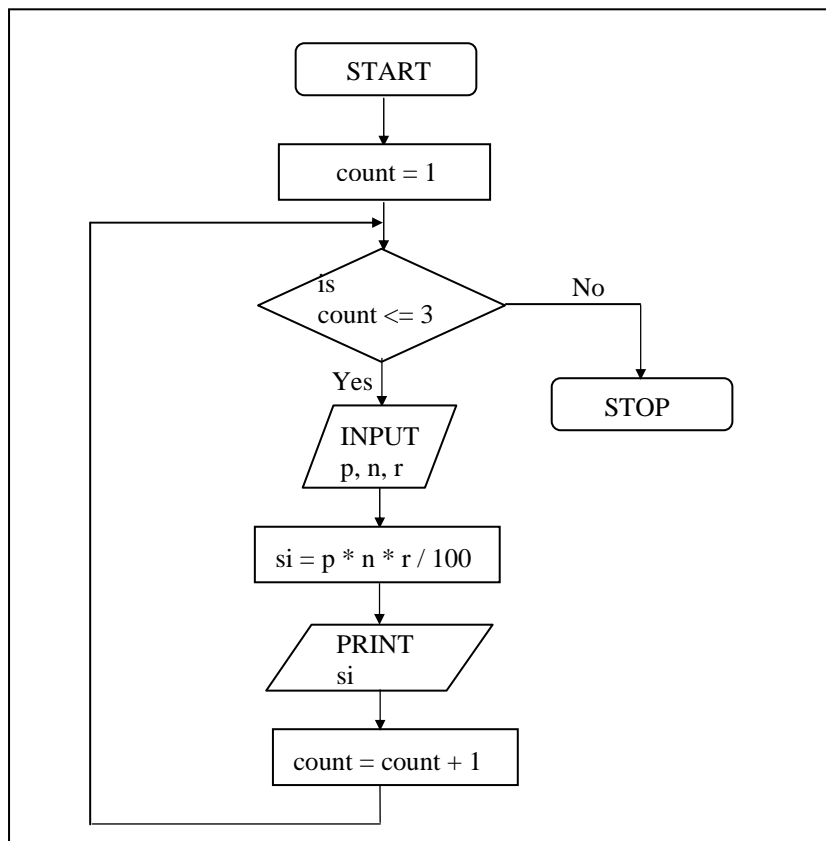 START
count = 1
is
count <= 3
No
Yes
STOP
INPUT
p, n, r
si = p * n * r / 100
PRINT
si
count = count + 1